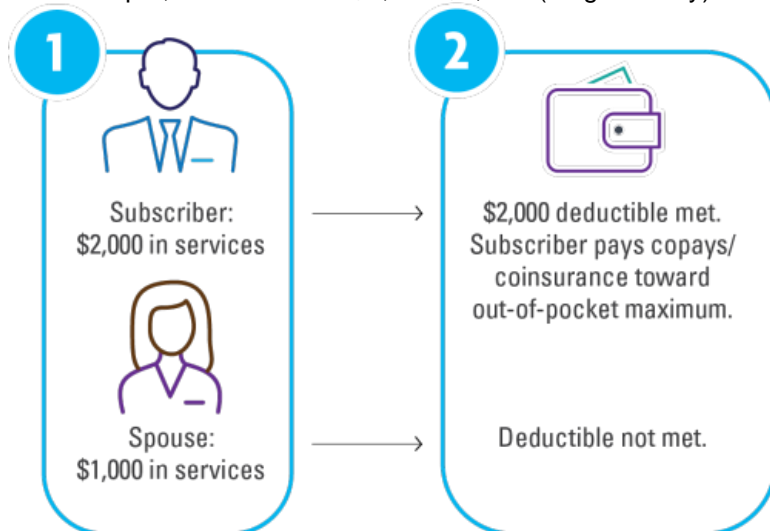 1
Subscriber:
$2,000 in services
Spouse:
$1,000 in services
2
$2,000 deductible met.
Subscriber pays copays/
coinsurance toward
out-of-pocket maximum.
Deductible not met.